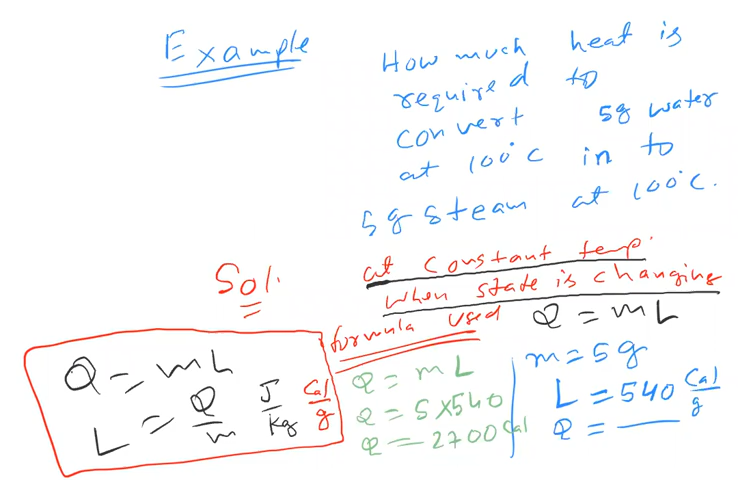 Example
How much heat is
required to
convert 5g water
at 100°C in to
5g steam at 100°C.
Sol:
at constant temp.
when state is changing
formula used Q = mL
Q = mL
L = Q/m J/kg Cal/g
Q = mL
Q = 5×540
Q = 2700 Cal
m = 5g
L = 540 Cal/g
Q = —